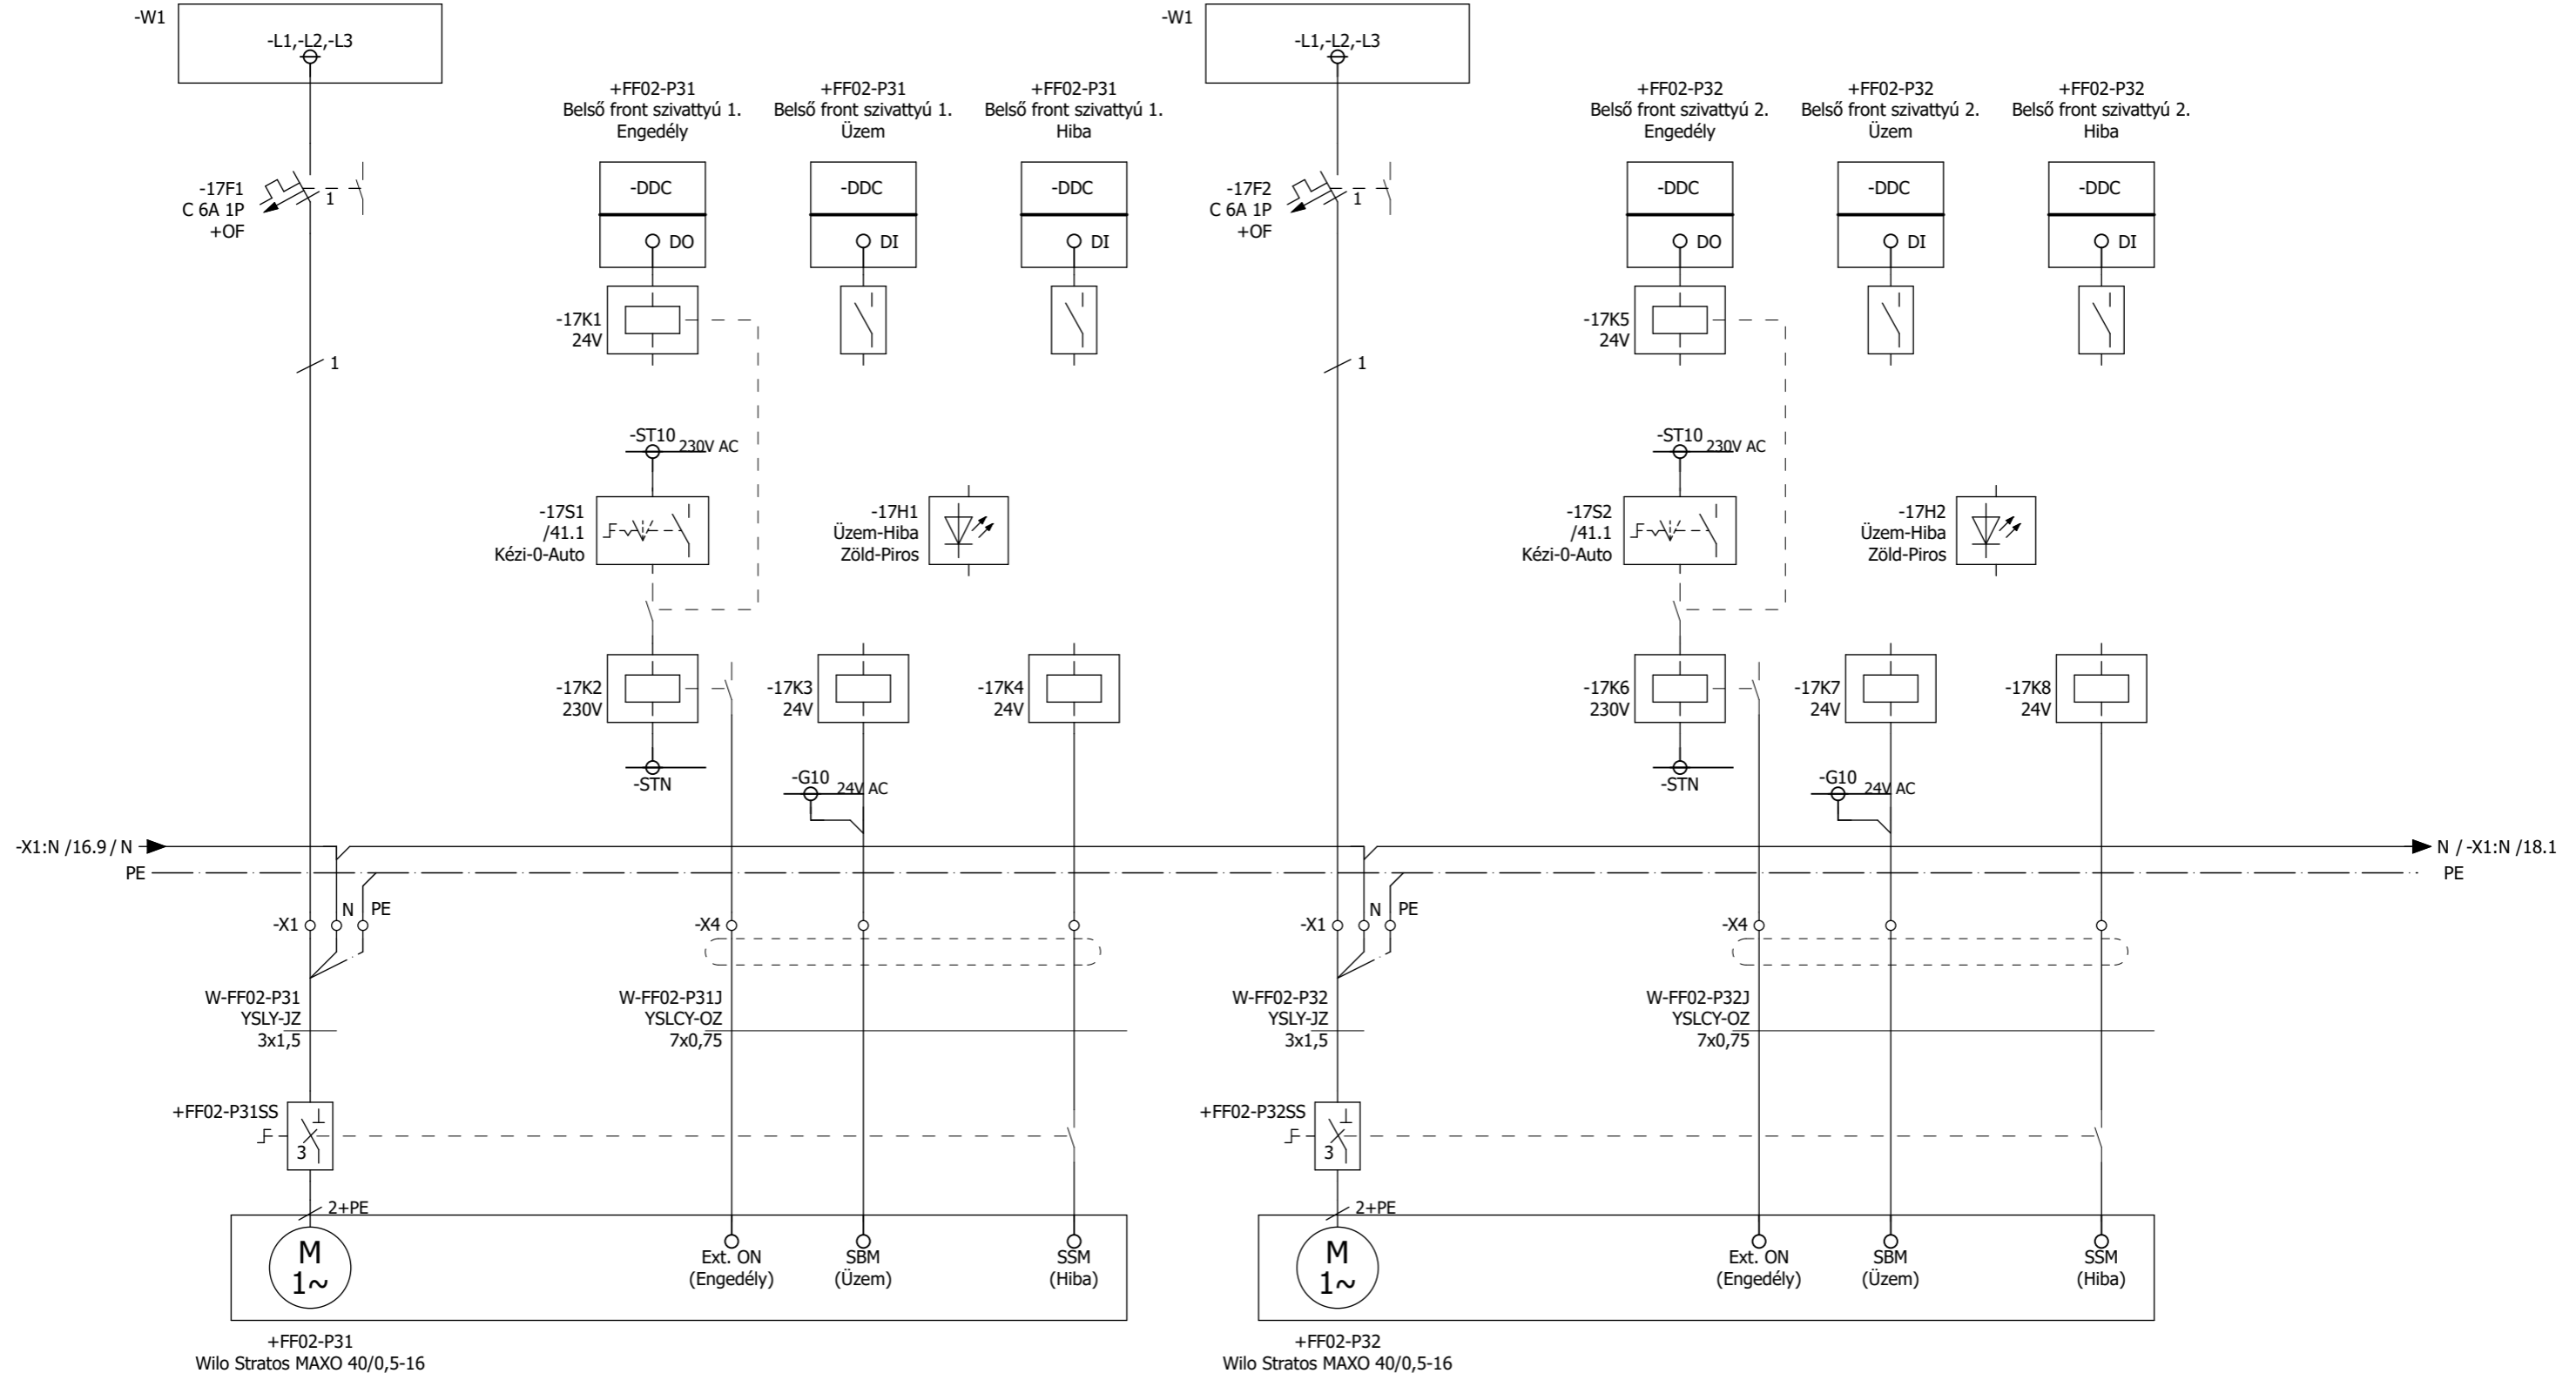 -W1
-L1,-L2,-L3
-W1
-L1,-L2,-L3
+FF02-P31
Belső front szivattyú 1.
Engedély
+FF02-P31
Belső front szivattyú 1.
Üzem
+FF02-P31
Belső front szivattyú 1.
Hiba
+FF02-P32
Belső front szivattyú 2.
Engedély
+FF02-P32
Belső front szivattyú 2.
Üzem
+FF02-P32
Belső front szivattyú 2.
Hiba
-17F1
C 6A 1P
+OF
1
-DDC
DO
-DDC
DI
-DDC
DI
-17F2
C 6A 1P
+OF
1
-DDC
DO
-DDC
DI
-DDC
DI
-17K1
24V
-17K5
24V
1
1
-ST10
230V AC
-ST10
230V AC
-17S1
/41.1
Kézi-0-Auto
-17H1
Üzem-Hiba
Zöld-Piros
-17S2
/41.1
Kézi-0-Auto
-17H2
Üzem-Hiba
Zöld-Piros
-17K2
230V
-17K3
24V
-17K4
24V
-17K6
230V
-17K7
24V
-17K8
24V
-STN
-G10
24V AC
-STN
-G10
24V AC
-X1:N /16.9 / N
N / -X1:N /18.1
PE
PE
-X1
N
PE
-X4
-X1
N
PE
-X4
W-FF02-P31
YSLY-JZ
3x1,5
W-FF02-P31J
YSLCY-OZ
7x0,75
W-FF02-P32
YSLY-JZ
3x1,5
W-FF02-P32J
YSLCY-OZ
7x0,75
+FF02-P31SS
3
+FF02-P32SS
3
2+PE
2+PE
M
1~
Ext. ON
(Engedély)
SBM
(Üzem)
SSM
(Hiba)
M
1~
Ext. ON
(Engedély)
SBM
(Üzem)
SSM
(Hiba)
+FF02-P31
Wilo Stratos MAXO 40/0,5-16
+FF02-P32
Wilo Stratos MAXO 40/0,5-16